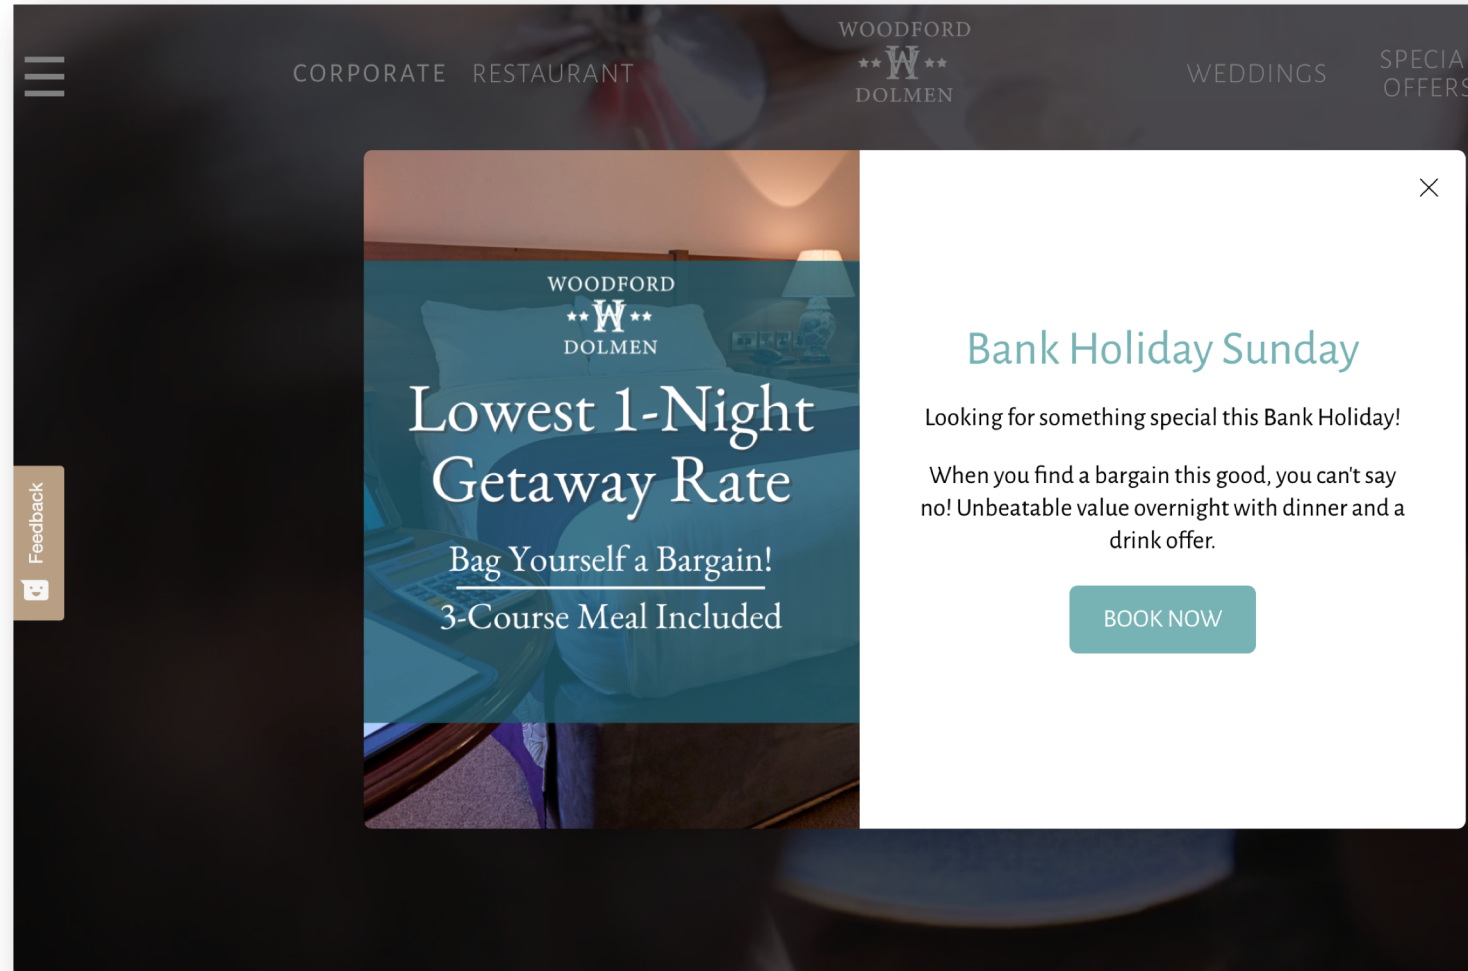 CORPORATE
RESTAURANT
WOODFORD
W
DOLMEN
WEDDINGS
SPECIA
OFFERS
WOODFORD
W
DOLMEN
Lowest 1-Night
Getaway Rate
Bag Yourself a Bargain!
3-Course Meal Included
Bank Holiday Sunday
Looking for something special this Bank Holiday!
When you find a bargain this good, you can't say
no! Unbeatable value overnight with dinner and a
drink offer.
BOOK NOW
Feedback